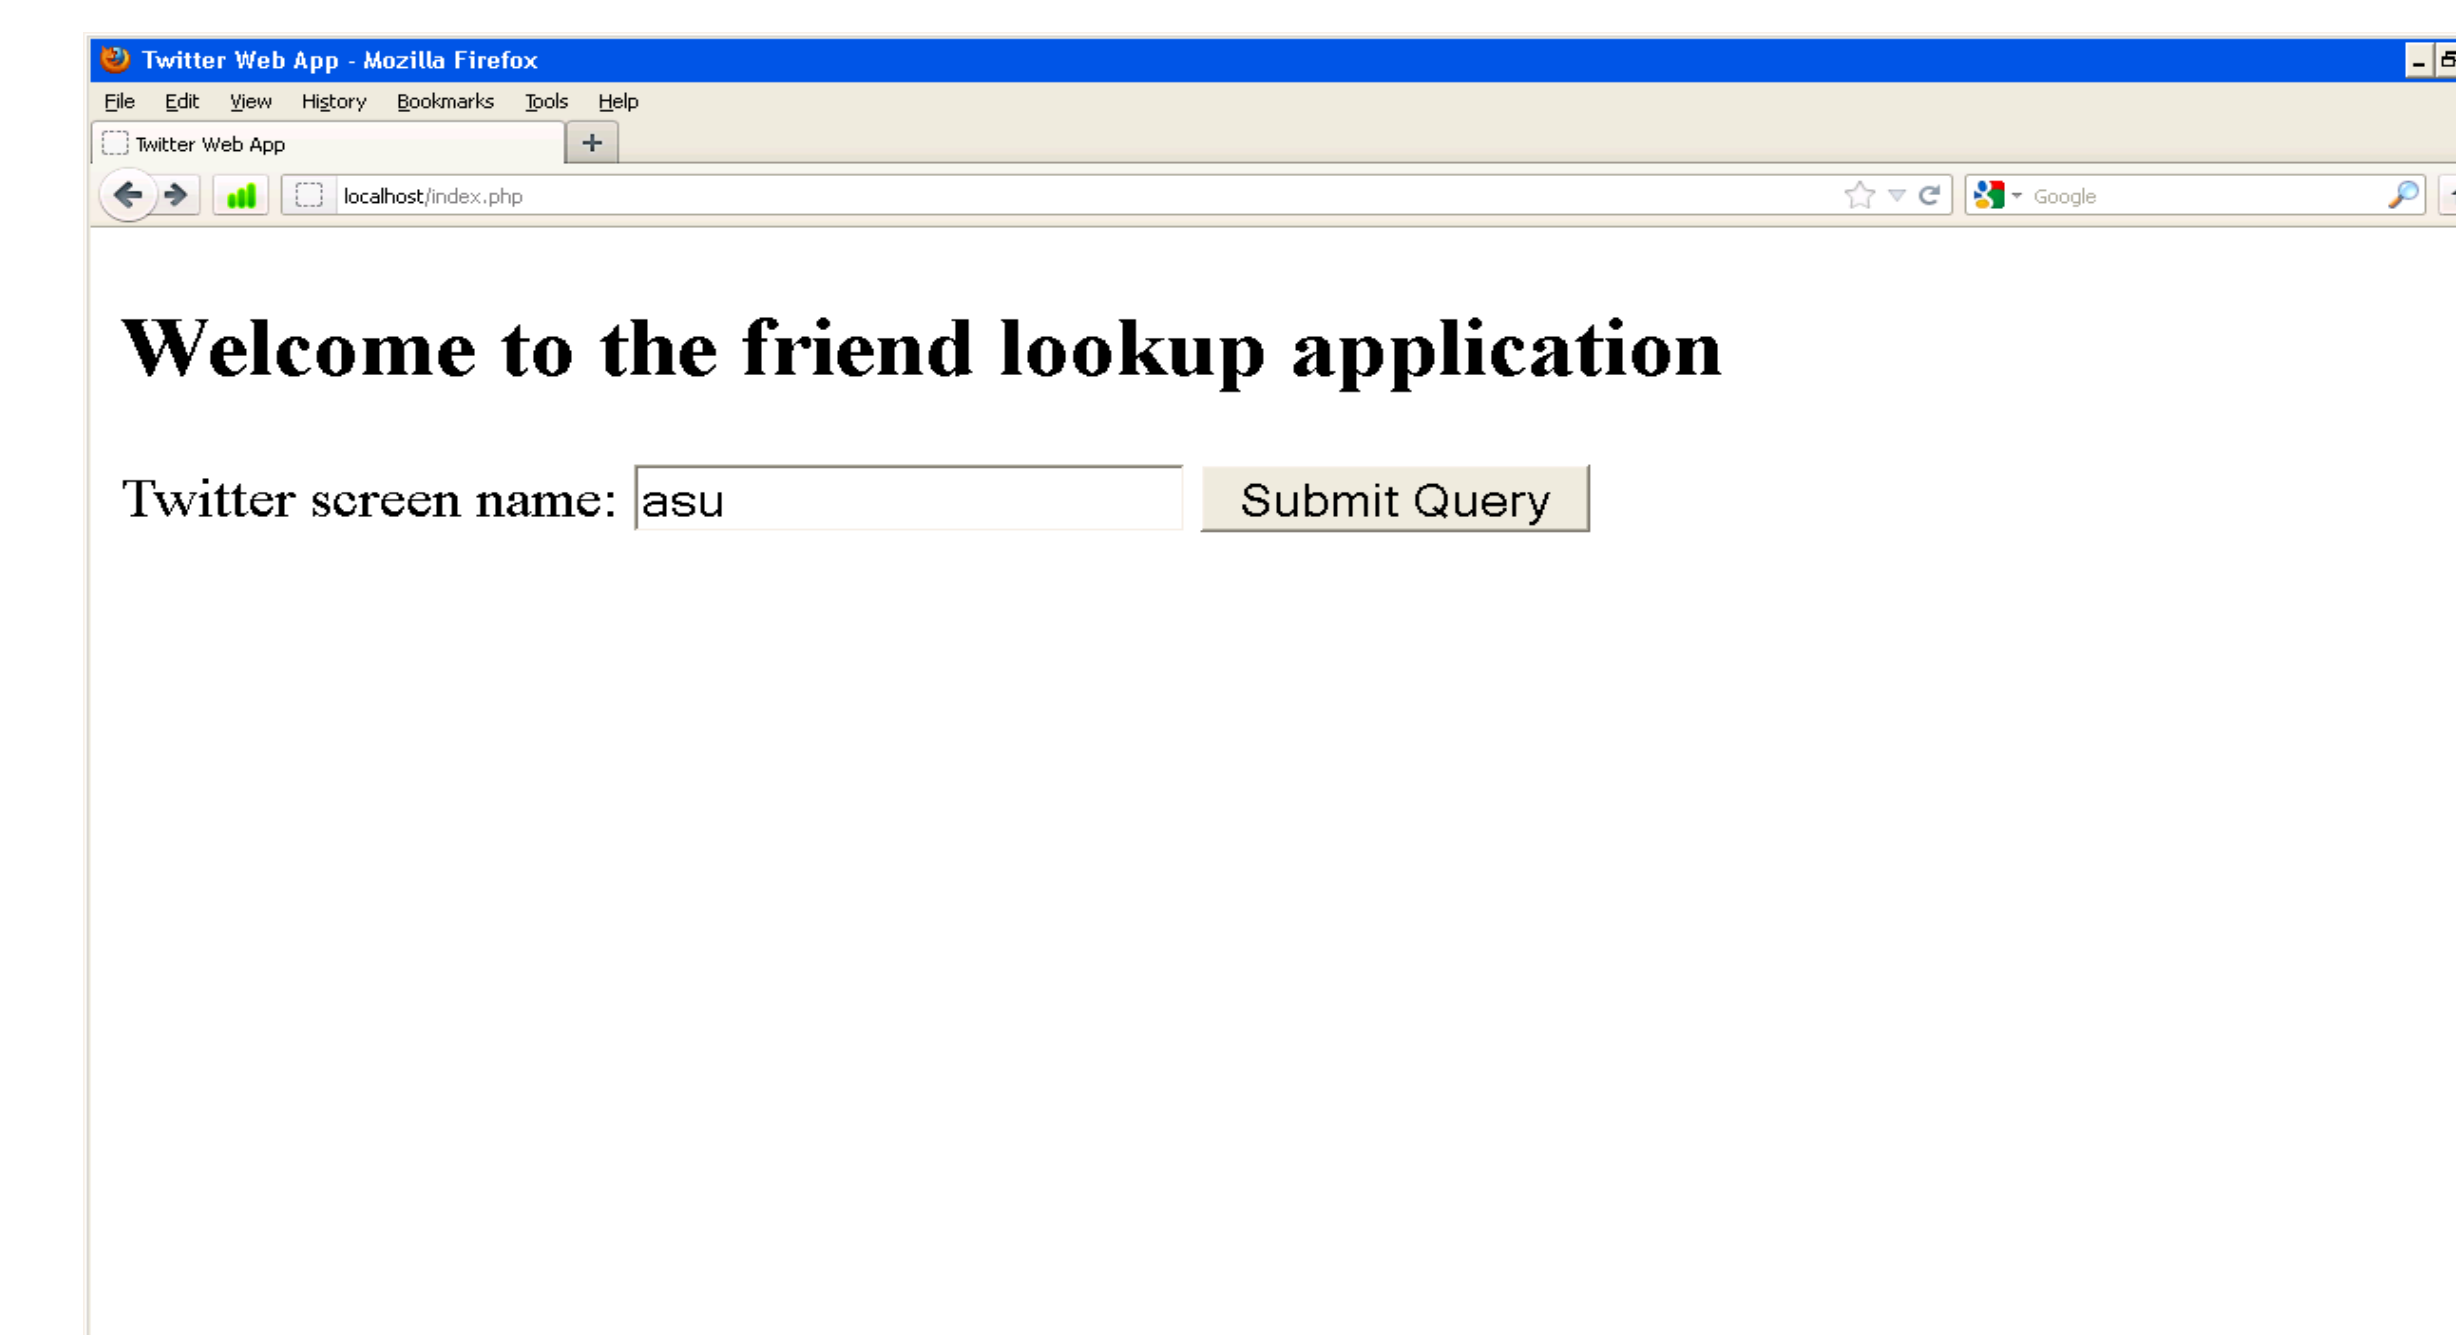 Twitter Web App - Mozilla Firefox
File Edit View History Bookmarks Tools Help
Twitter Web App
localhost/index.php Google
Welcome to the friend lookup application
Twitter screen name: asu Submit Query